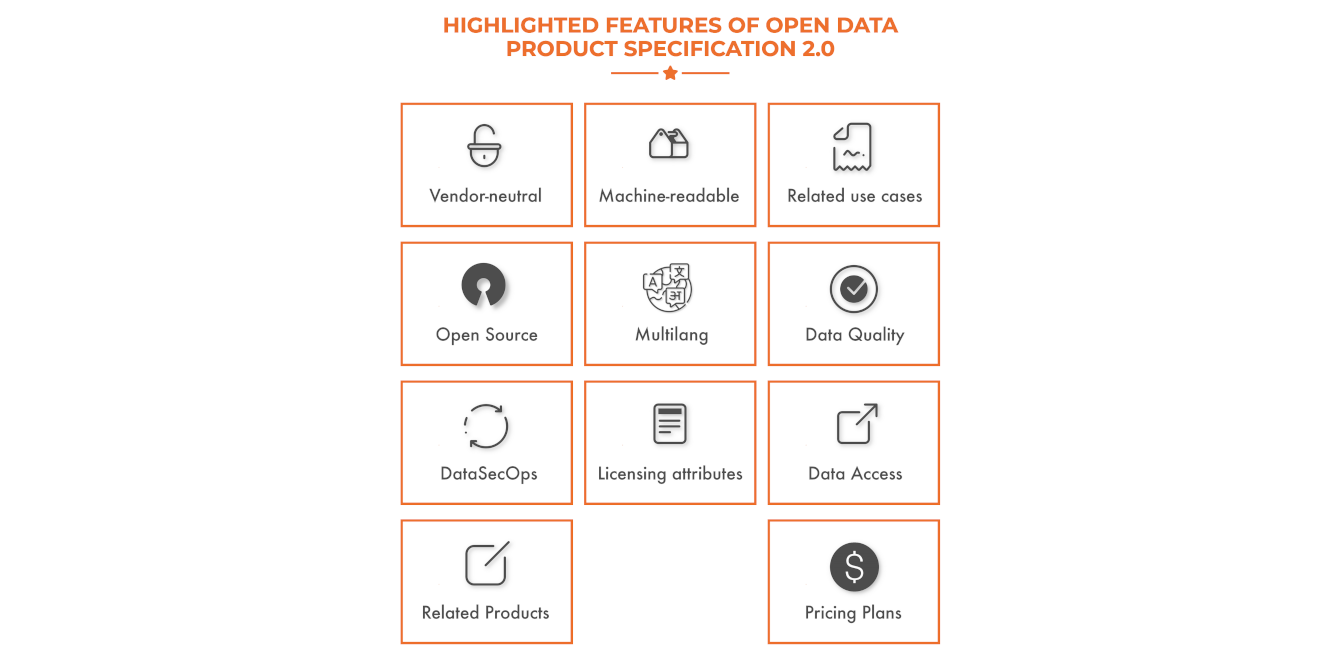 HIGHLIGHTED FEATURES OF OPEN DATA
PRODUCT SPECIFICATION 2.0
Vendor-neutral
Machine-readable
Related use cases
A
文
अ
Open Source
Multilang
Data Quality
DataSecOps
Licensing attributes
Data Access
$
Related Products
Pricing Plans